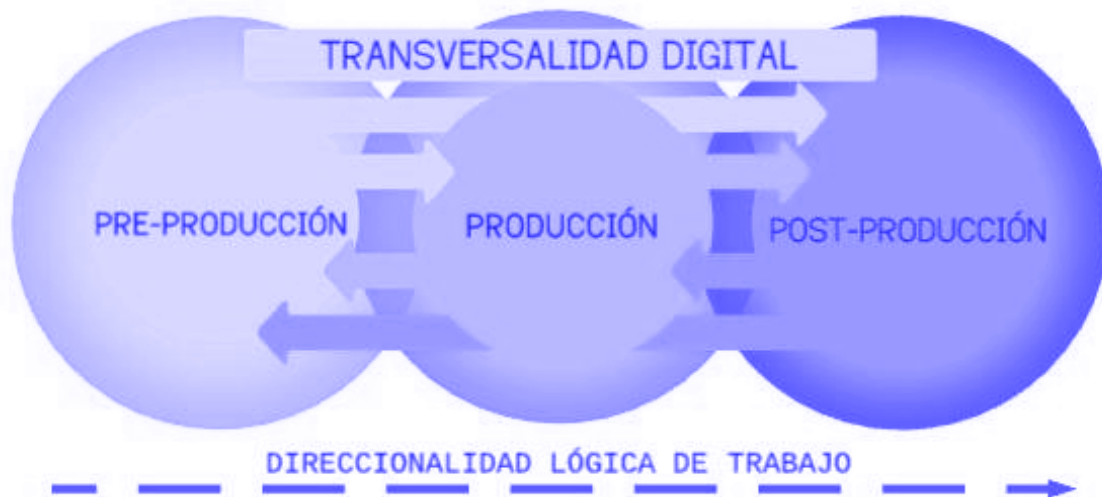 TRANSVERSALIDAD DIGITAL
PRE-PRODUCCIÓN
PRODUCCIÓN
POST-PRODUCCIÓN
DIRECCIONALIDAD LÓGICA DE TRABAJO